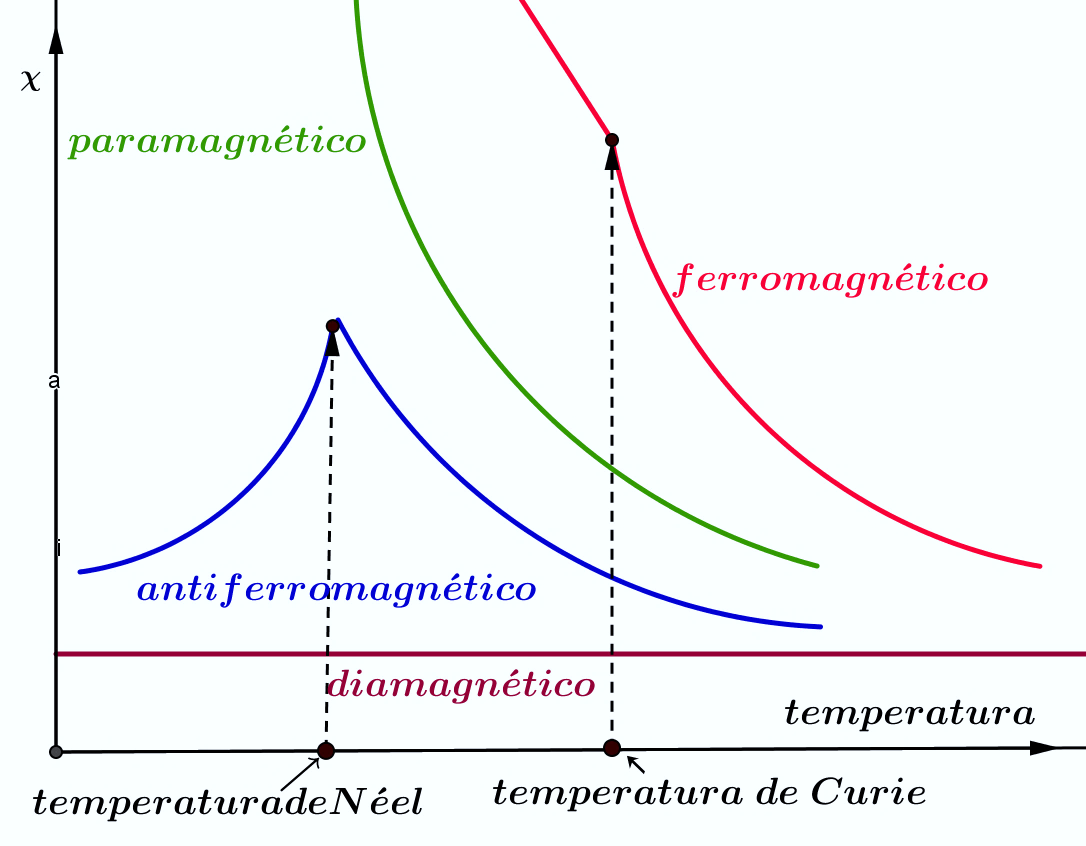 χ
paramagnético
ferromagnético
a
i
antiferromagnético
diamagnético
temperatura
temperaturadeNéel
temperatura de Curie